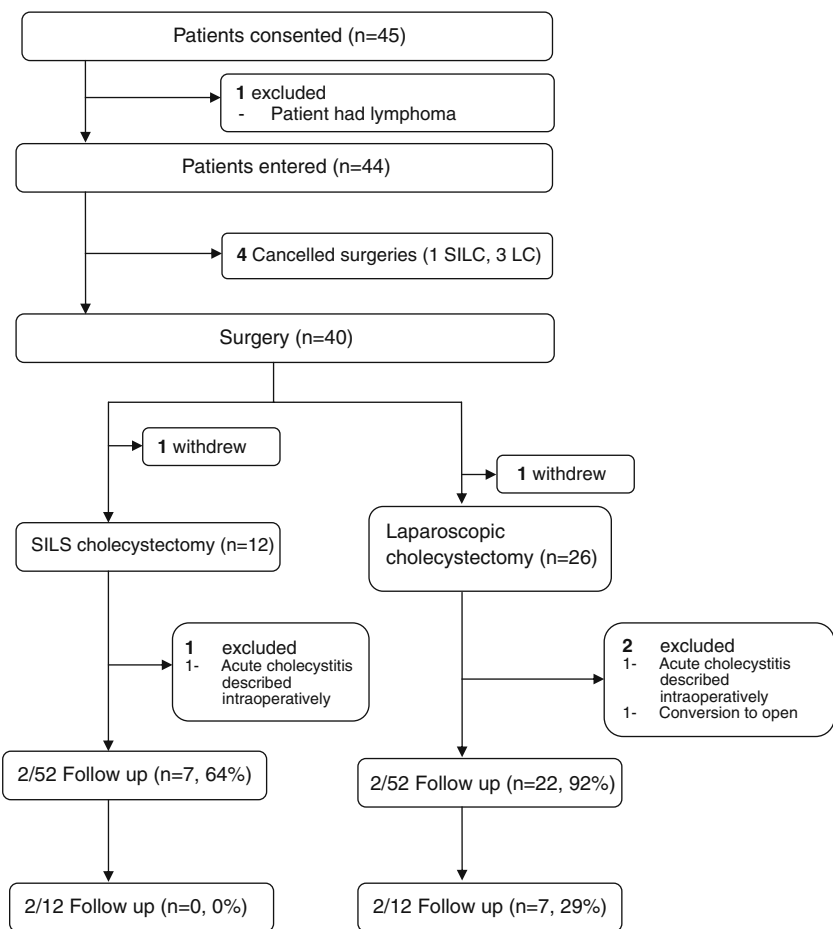 Patients consented (n=45)
1 excluded
- Patient had lymphoma
Patients entered (n=44)
4 Cancelled surgeries (1 SILC, 3 LC)
Surgery (n=40)
1 withdrew
1 withdrew
SILS cholecystectomy (n=12)
Laparoscopic
cholecystectomy (n=26)
1 excluded
1- Acute cholecystitis
described
intraoperatively
2 excluded
1- Acute cholecystitis
described
intraoperatively
1- Conversion to open
2/52 Follow up (n=7, 64%)
2/52 Follow up (n=22, 92%)
2/12 Follow up (n=0, 0%)
2/12 Follow up (n=7, 29%)